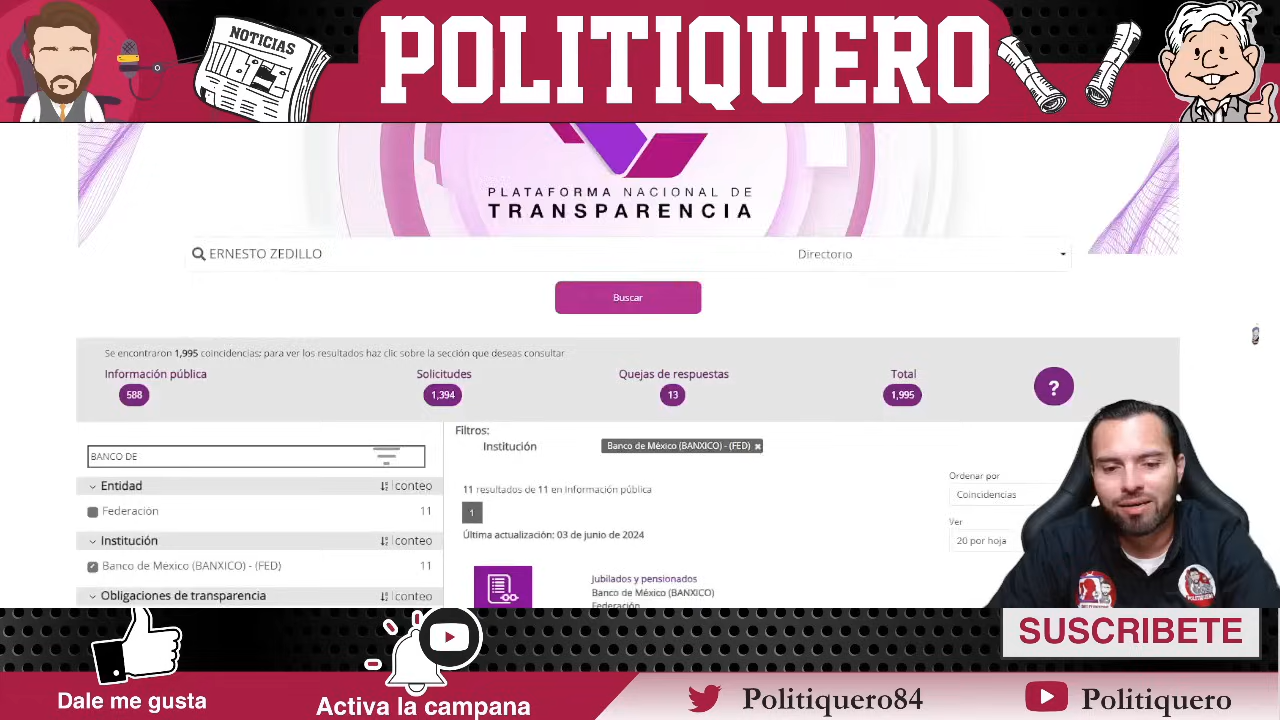 NOTICIAS
POLITIQUERO
PLATAFORMA NACIONAL DE
TRANSPARENCIA
ERNESTO ZEDILLO
Directorio
Buscar
Se encontraron 1,995 coincidencias; para ver los resultados haz clic sobre la sección que deseas consultar
Información pública
588
Solicitudes
1,394
Quejas de respuestas
13
Total
1,995
?
BANCO DE
Entidad
conteo
Federación
11
Institución
conteo
Banco de México (BANXICO) - (FED)
11
Obligaciones de transparencia
conteo
Filtros:
Institución
Banco de México (BANXICO) - (FED) ×
11 resultados de 11 en Información pública
1
Última actualización: 03 de junio de 2024
Ordenar por
Coincidencias
Ver
20 por hoja
Jubilados y pensionados
Banco de México (BANXICO)
Federación
Dale me gusta
Activa la campana
SUSCRIBETE
Politiquero84
Politiquero